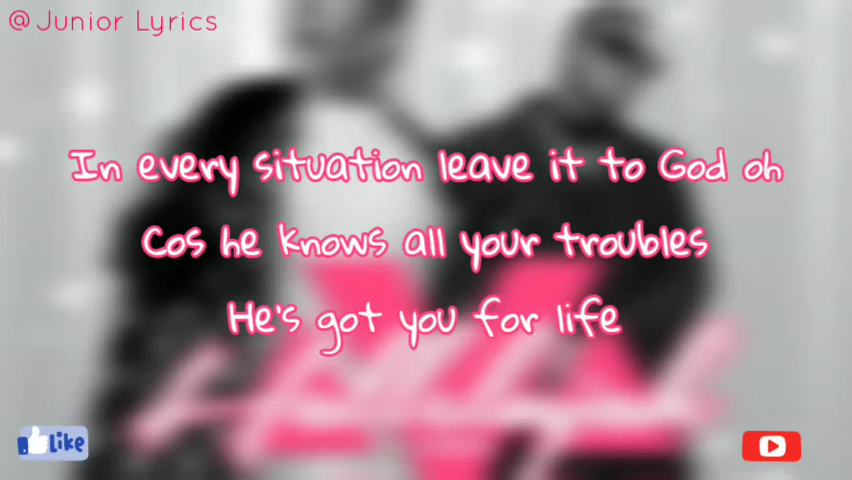 @Junior Lyrics
In every situation leave it to God oh
Cos he knows all your troubles
He's got you for life
Like